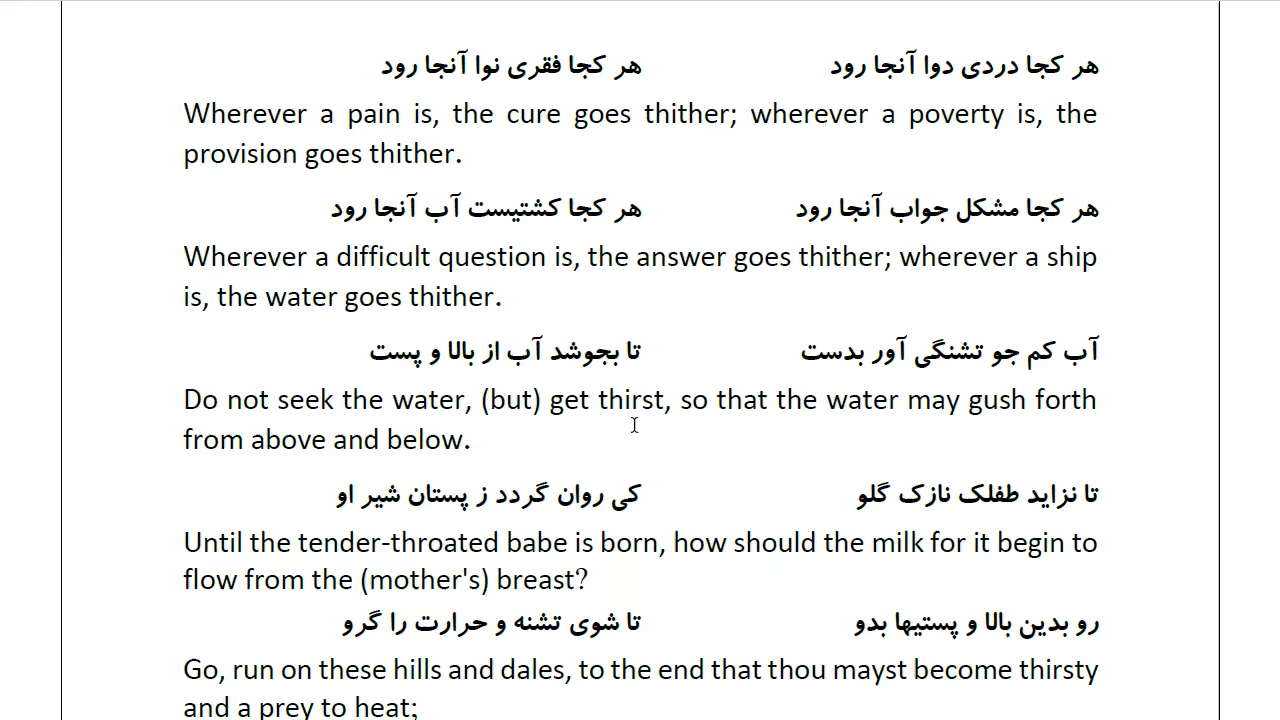 هر کجا دردی دوا آنجا رود هر کجا فقری نوا آنجا رود
Wherever a pain is, the cure goes thither; wherever a poverty is, the
provision goes thither.
هر کجا مشکل جواب آنجا رود هر کجا کشتیست آب آنجا رود
Wherever a difficult question is, the answer goes thither; wherever a ship
is, the water goes thither.
آب کم جو تشنگی آور بدست تا بجوشد آب از بالا و پست
Do not seek the water, (but) get thirst, so that the water may gush forth
from above and below.
تا نزاید طفلک نازک گلو کی روان گردد ز پستان شیر او
Until the tender-throated babe is born, how should the milk for it begin to
flow from the (mother's) breast?
رو بدین بالا و پستیها بدو تا شوی تشنه و حرارت را گرو
Go, run on these hills and dales, to the end that thou mayst become thirsty
and a prey to heat;